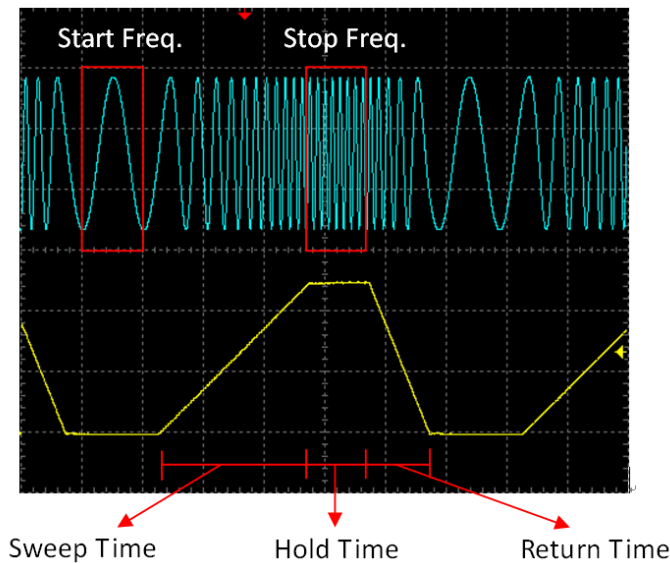 Start Freq.
Stop Freq.
Sweep Time
Hold Time
Return Time